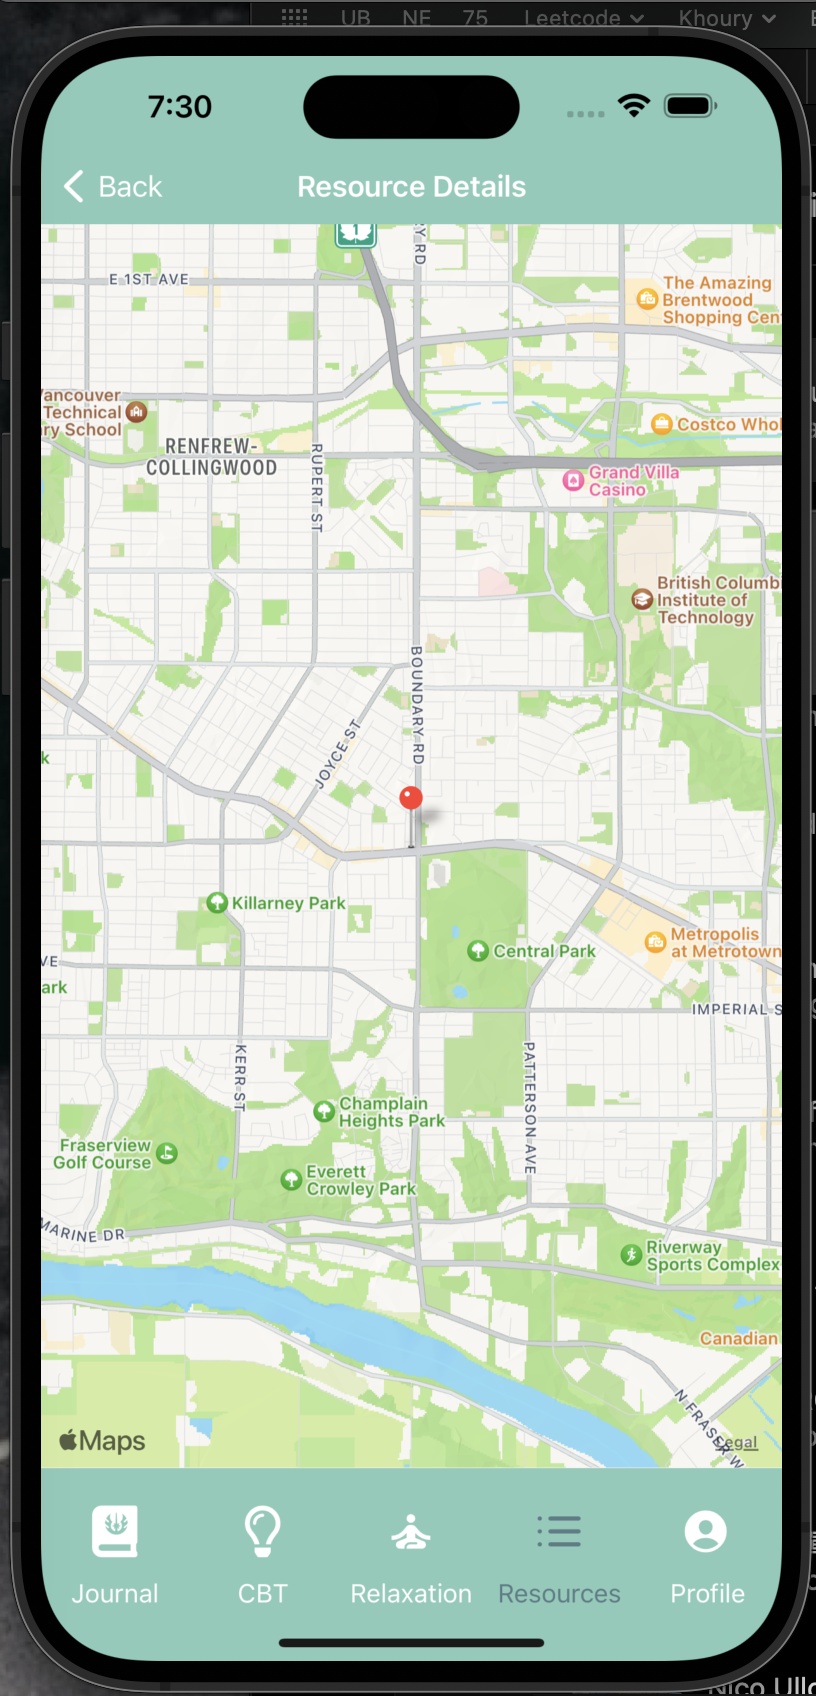 UB NE 75 Leetcode Khoury
7:30
Back
Resource Details
1
Y RD
E 1ST AVE
The Amazing
Brentwood
Shopping Cen
ancouver
Technical
ry School
Costco Whol
RENFREW-
COLLINGWOOD
RUPERT ST
Grand Villa
Casino
British Columb
Institute of
Technology
BOUNDARY RD
JOYCE ST
k
Killarney Park
Metropolis
at Metrotown
Central Park
VE
ark
IMPERIAL S
KERR ST
PATTERSON AVE
Champlain
Heights Park
Fraserview
Golf Course
Everett
Crowley Park
MARINE DR
Riverway
Sports Complex
Canadian
N FRASER W
Maps
Legal
Journal
CBT
Relaxation
Resources
Profile
Nico Ull